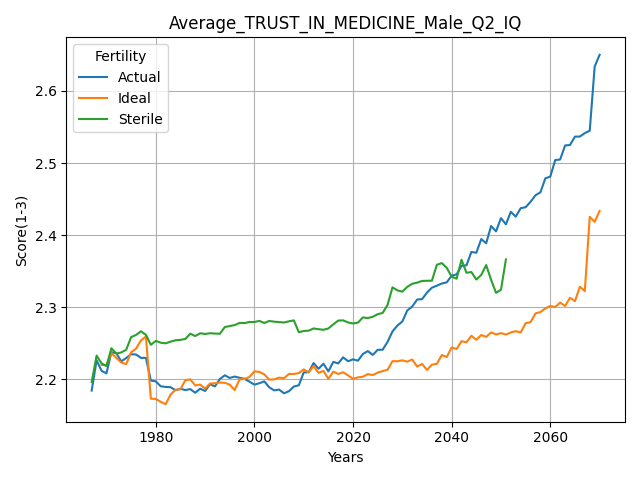 Average_TRUST_IN_MEDICINE_Male_Q2_IQ
Fertility
Actual
Ideal
Sterile
Score(1-3)
2.6
2.5
2.4
2.3
2.2
1980
2000
2020
2040
2060
Years